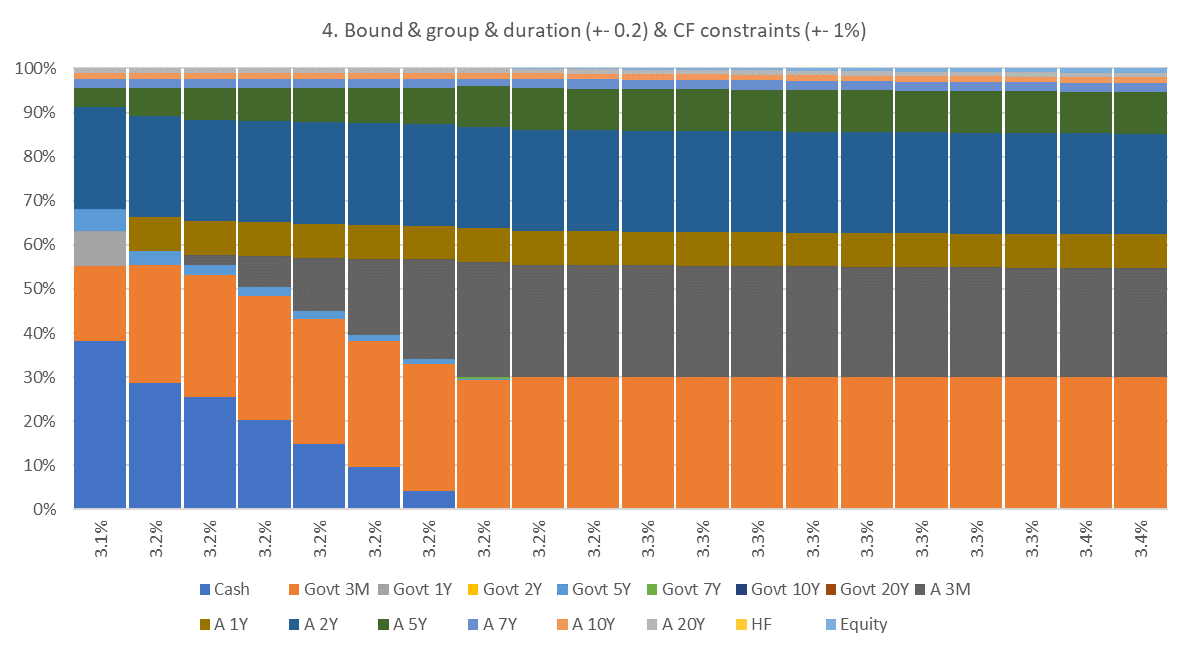 4. Bound & group & duration (+- 0.2) & CF constraints (+- 1%)
100%
90%
80%
70%
60%
50%
40%
30%
20%
10%
0%
3.1% 3.2% 3.2% 3.2% 3.2% 3.2% 3.2% 3.2% 3.2% 3.2% 3.3% 3.3% 3.3% 3.3% 3.3% 3.3% 3.3% 3.3% 3.4% 3.4%
Cash Govt 3M Govt 1Y Govt 2Y Govt 5Y Govt 7Y Govt 10Y Govt 20Y A 3M
A 1Y A 2Y A 5Y A 7Y A 10Y A 20Y HF Equity